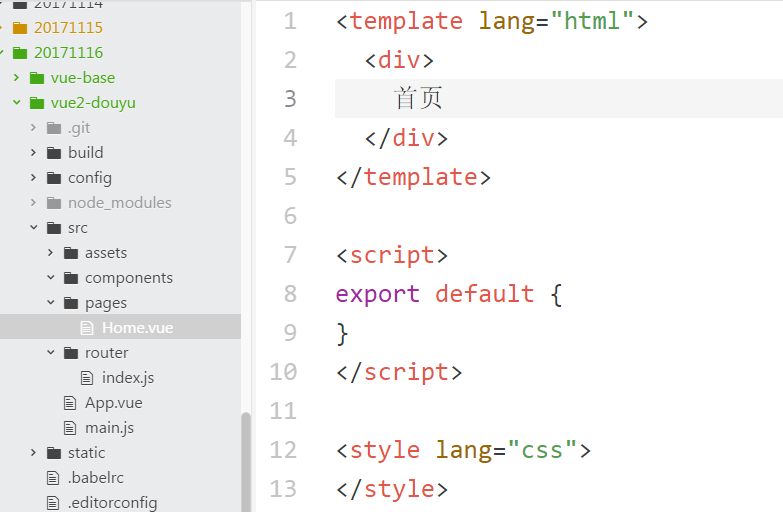 20171114
20171115
20171116
vue-base
vue2-douyu
.git
build
config
node_modules
src
assets
components
pages
Home.vue
router
index.js
App.vue
main.js
static
.babelrc
.editorconfig
1 <template lang="html">
2 <div>
3 首页
4 </div>
5 </template>
6
7 <script>
8 export default {
9 }
10 </script>
11
12 <style lang="css">
13 </style>